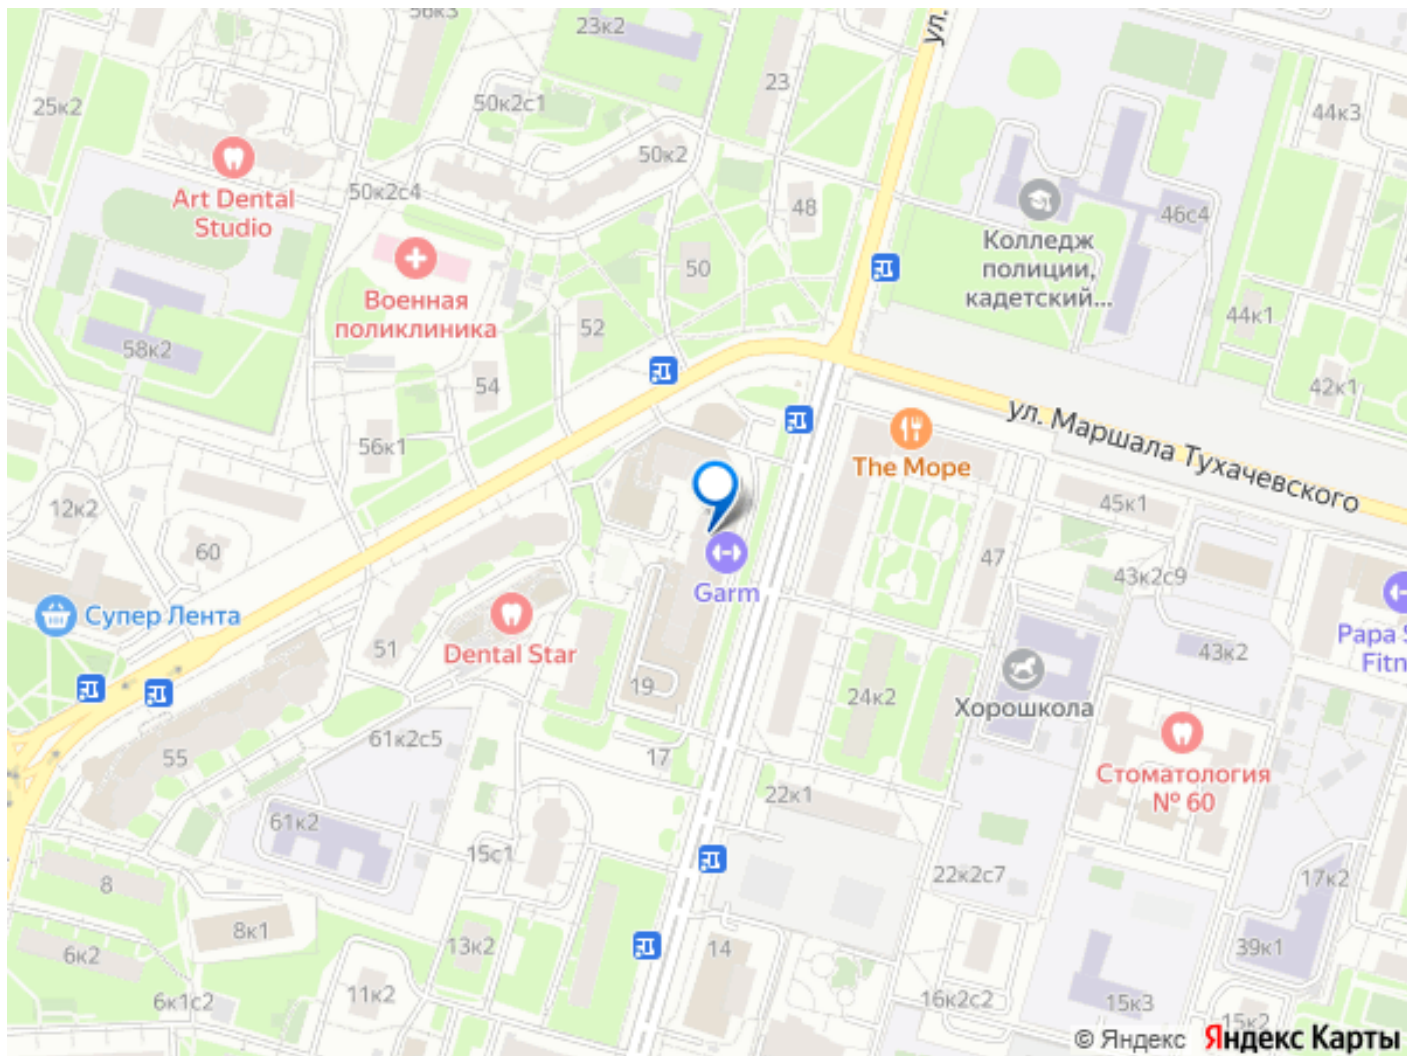 56к3
23к2
ул.
25к2
50к2с1
23
44к3
50к2
50к2с4
Art Dental
Studio
48
46с4
Колледж
полиции,
кадетский...
50
Военная
поликлиника
52
44к1
58к2
54
42к1
56к1
ул. Маршала Тухачевского
The Море
12к2
45к1
60
47
43к2с9
Garm
Супер Лента
51
Dental Star
43к2
Papa S
Fitn
19
24к2
Хорошкола
61к2с5
17
55
Стоматология
№ 60
22к1
61к2
15с1
8
22к2с7
17к2
8к1
13к2
14
39к1
6к2
11к2
16к2с2
6к1с2
15к3
15к2
© Яндекс Яндекс Карты